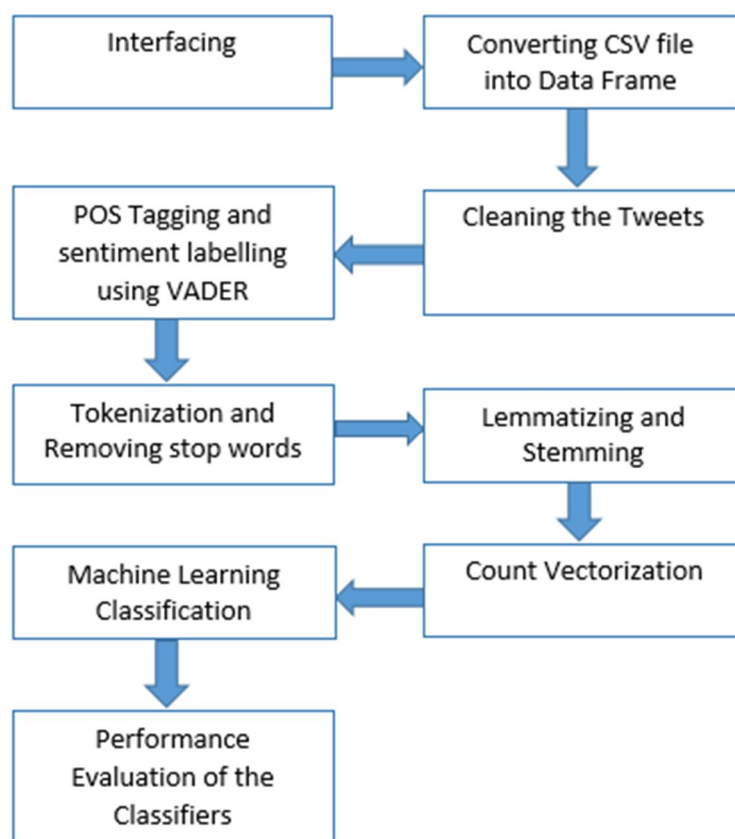 Interfacing
Converting CSV file
into Data Frame
Cleaning the Tweets
POS Tagging and
sentiment labelling
using VADER
Tokenization and
Removing stop words
Lemmatizing and
Stemming
Count Vectorization
Machine Learning
Classification
Performance
Evaluation of the
Classifiers